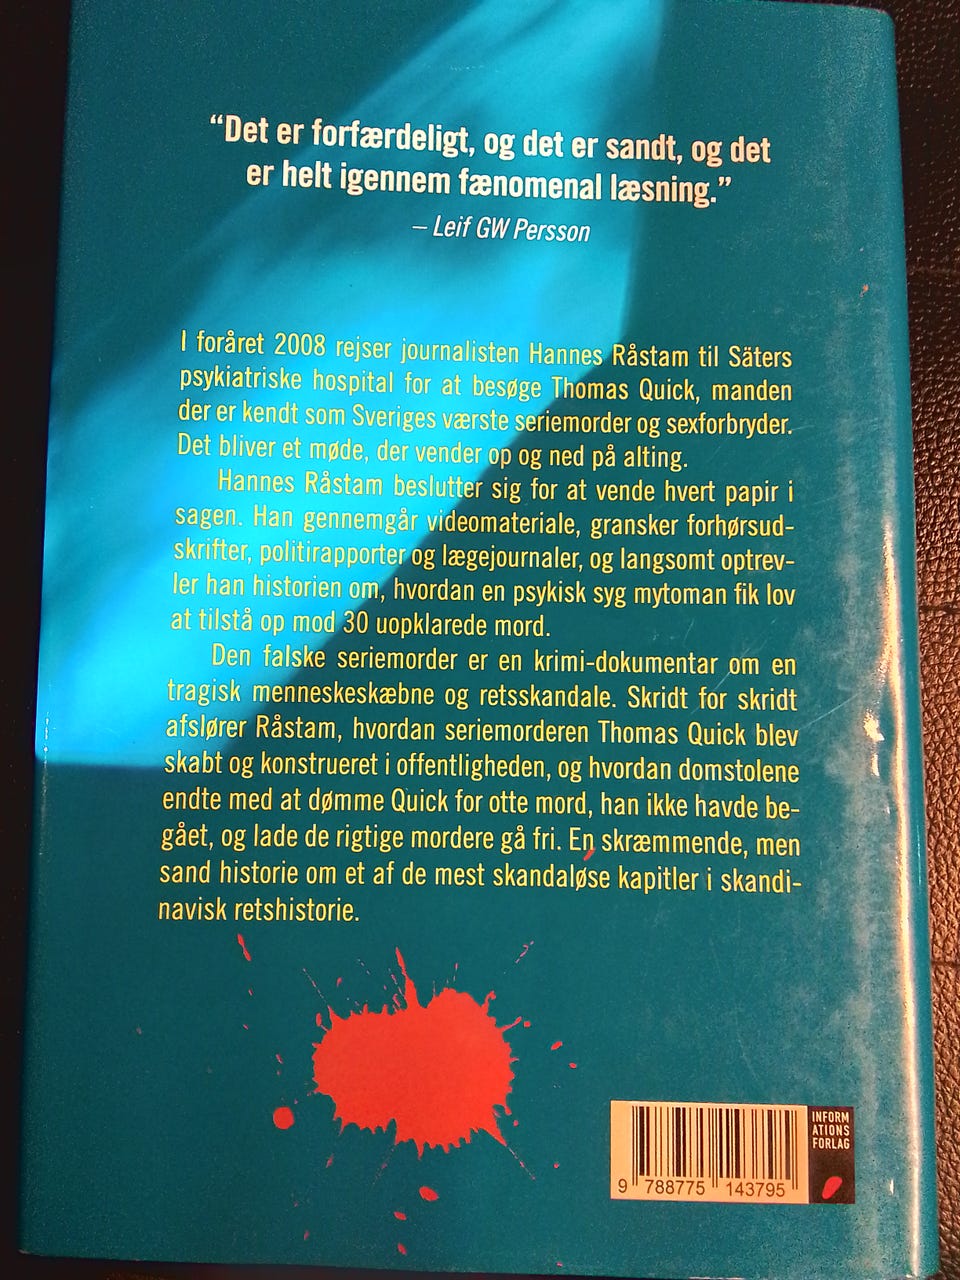 “Det er forfærdeligt, og det er sandt, og det
er helt igennem fænomenal læsning.”
– Leif GW Persson
I foråret 2008 rejser journalisten Hannes Råstam til Säters
psykiatriske hospital for at besøge Thomas Quick, manden
der er kendt som Sveriges værste seriemorder og sexforbryder.
Det bliver et møde, der vender op og ned på alting.
Hannes Råstam beslutter sig for at vende hvert papir i
sagen. Han gennemgår videomateriale, gransker forhørsud-
skrifter, politirapporter og lægejournaler, og langsomt optrev-
ler han historien om, hvordan en psykisk syg mytoman fik lov
at tilstå op mod 30 uopklarede mord.
Den falske seriemorder er en krimi-dokumentar om en
tragisk menneskeskæbne og retsskandale. Skridt for skridt
afslører Råstam, hvordan seriemorderen Thomas Quick blev
skabt og konstrueret i offentligheden, og hvordan domstolene
endte med at dømme Quick for otte mord, han ikke havde be-
gået, og lade de rigtige mordere gå fri. En skræmmende, men
sand historie om et af de mest skandaløse kapitler i skandi-
navisk retshistorie.
INFORM
ATIONS
FORLAG
9 788775 143795